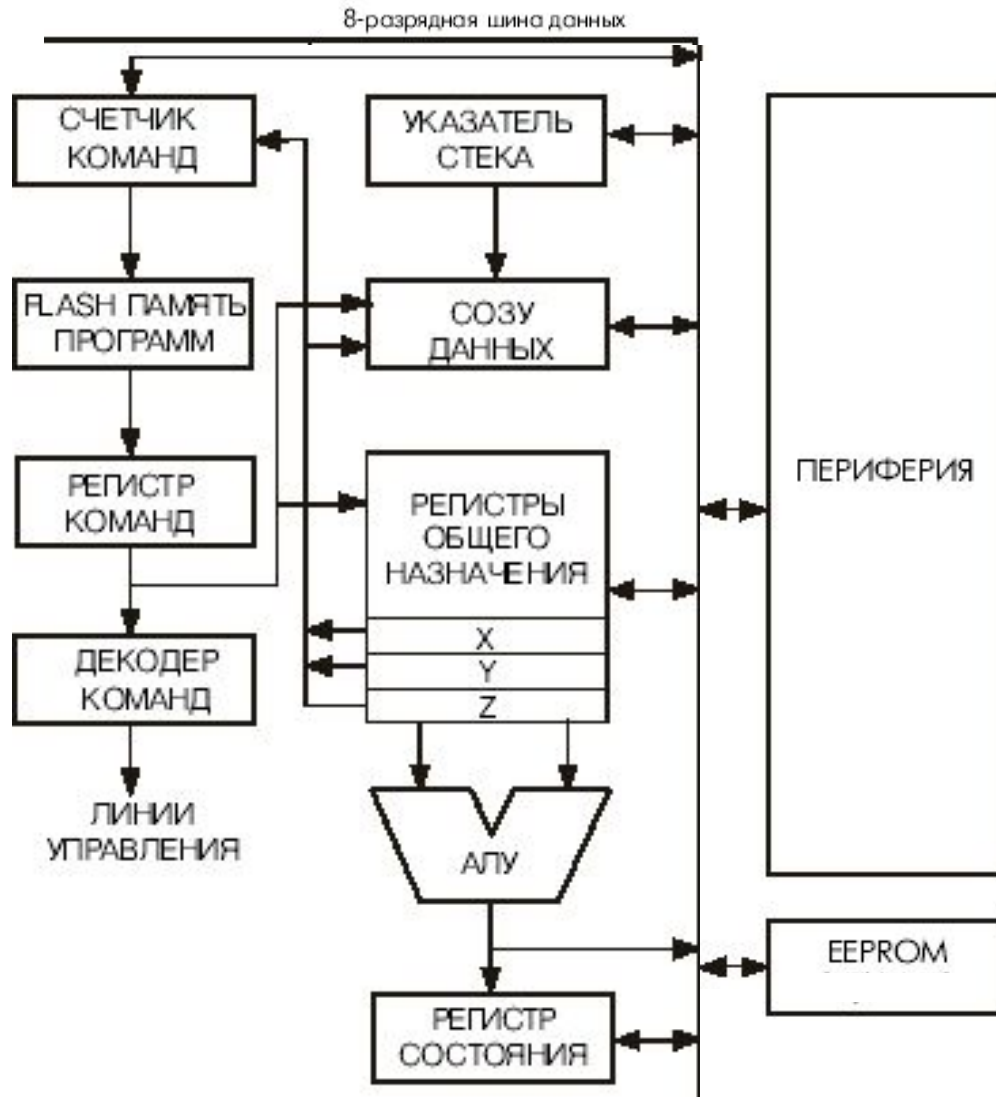 8-разрядная шина данных
СЧЕТЧИК
КОМАНД
УКАЗАТЕЛЬ
СТЕКА
FLASH ПАМЯТЬ
ПРОГРАММ
СОЗУ
ДАННЫХ
РЕГИСТР
КОМАНД
РЕГИСТРЫ
ОБЩЕГО
НАЗНАЧЕНИЯ
X
Y
Z
ПЕРИФЕРИЯ
ДЕКОДЕР
КОМАНД
ЛИНИИ
УПРАВЛЕНИЯ
АЛУ
EEPROM
РЕГИСТР
СОСТОЯНИЯ